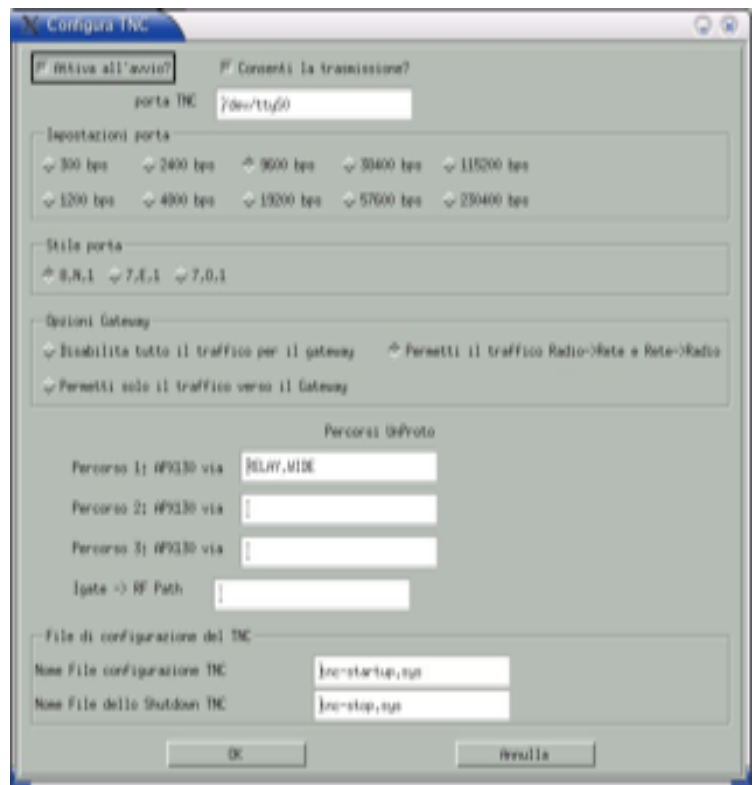 Configura TNC
Attiva all'avvio? Consenti la trasmissione?
porta TNC /dev/ttyS0
Impostazioni porta
300 bps 2400 bps 9600 bps 38400 bps 115200 bps
1200 bps 4800 bps 19200 bps 57600 bps 230400 bps
Stile porta
8,N,1 7,E,1 7,O,1
Opzioni Gateway
Disabilita tutto il traffico per il gateway Permetti il traffico Radio->Rete e Rete->Radio
Permetti solo il traffico verso il Gateway
Percorsi UnProto
Percorso 1: APX130 via RELAY,WIDE
Percorso 2: APX130 via
Percorso 3: APX130 via
Igate -> RF Path
File di configurazione del TNC
Nome File configurazione TNC tnc-startup.sys
Nome File dello Shutdown TNC tnc-stop.sys
OK Annulla